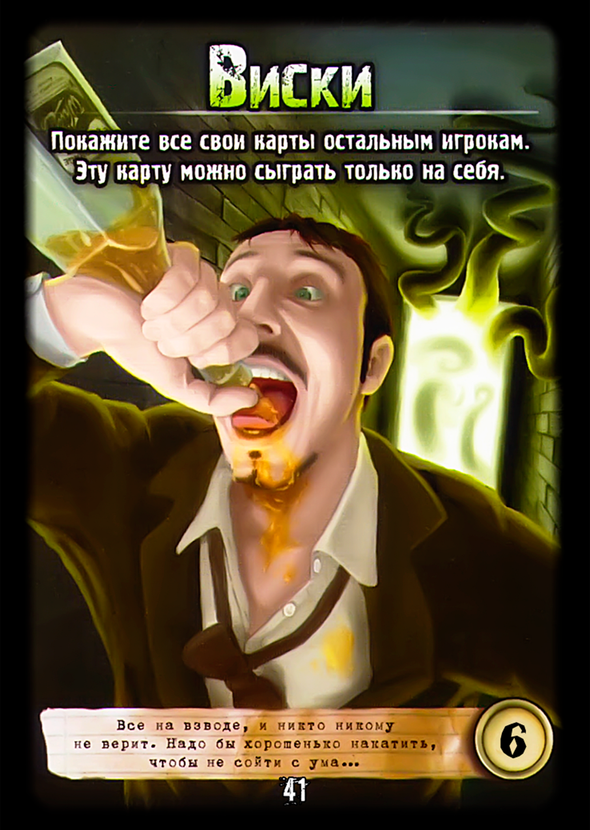 Виски
Покажите все свои карты остальным игрокам.
Эту карту можно сыграть только на себя.
Все на взводе, и никто никому
не верит. Надо бы хорошенько накатить,
чтобы не сойти с ума...
6
41